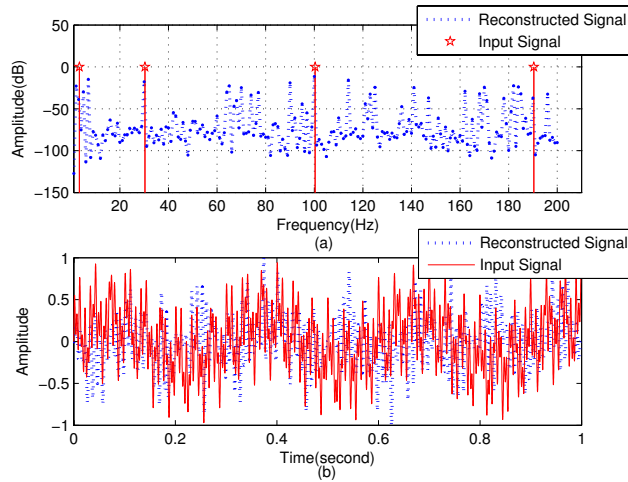 Reconstructed Signal
Input Signal
50
0
−50
−100
−150
Amplitude(dB)
20 40 60 80 100 120 140 160 180 200
Frequency(Hz)
(a)
Reconstructed Signal
Input Signal
1
0.5
0
−0.5
−1
Amplitude
0 0.2 0.4 0.6 0.8 1
Time(second)
(b)